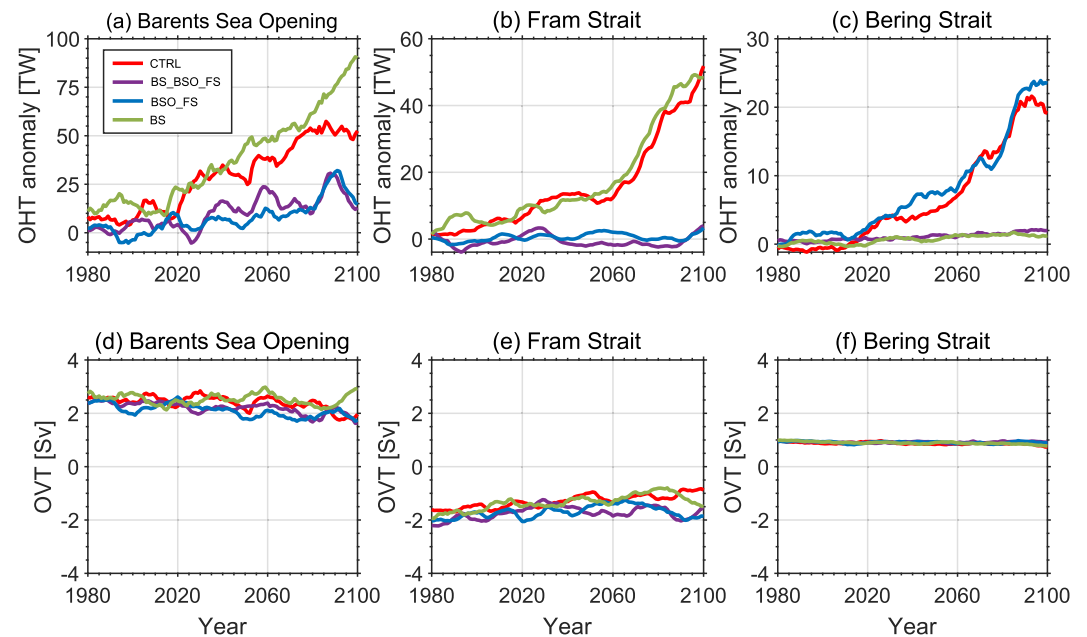 (a) Barents Sea Opening
(b) Fram Strait
(c) Bering Strait
OHT anomaly [TW]
100
75
50
25
0
1980
2020
2060
2100
CTRL
BS_BSO_FS
BSO_FS
BS
OHT anomaly [TW]
60
40
20
0
1980
2020
2060
2100
OHT anomaly [TW]
30
20
10
0
1980
2020
2060
2100
(d) Barents Sea Opening
(e) Fram Strait
(f) Bering Strait
OVT [Sv]
4
2
0
-2
-4
1980
2020
2060
2100
Year
OVT [Sv]
4
2
0
-2
-4
1980
2020
2060
2100
Year
OVT [Sv]
4
2
0
-2
-4
1980
2020
2060
2100
Year